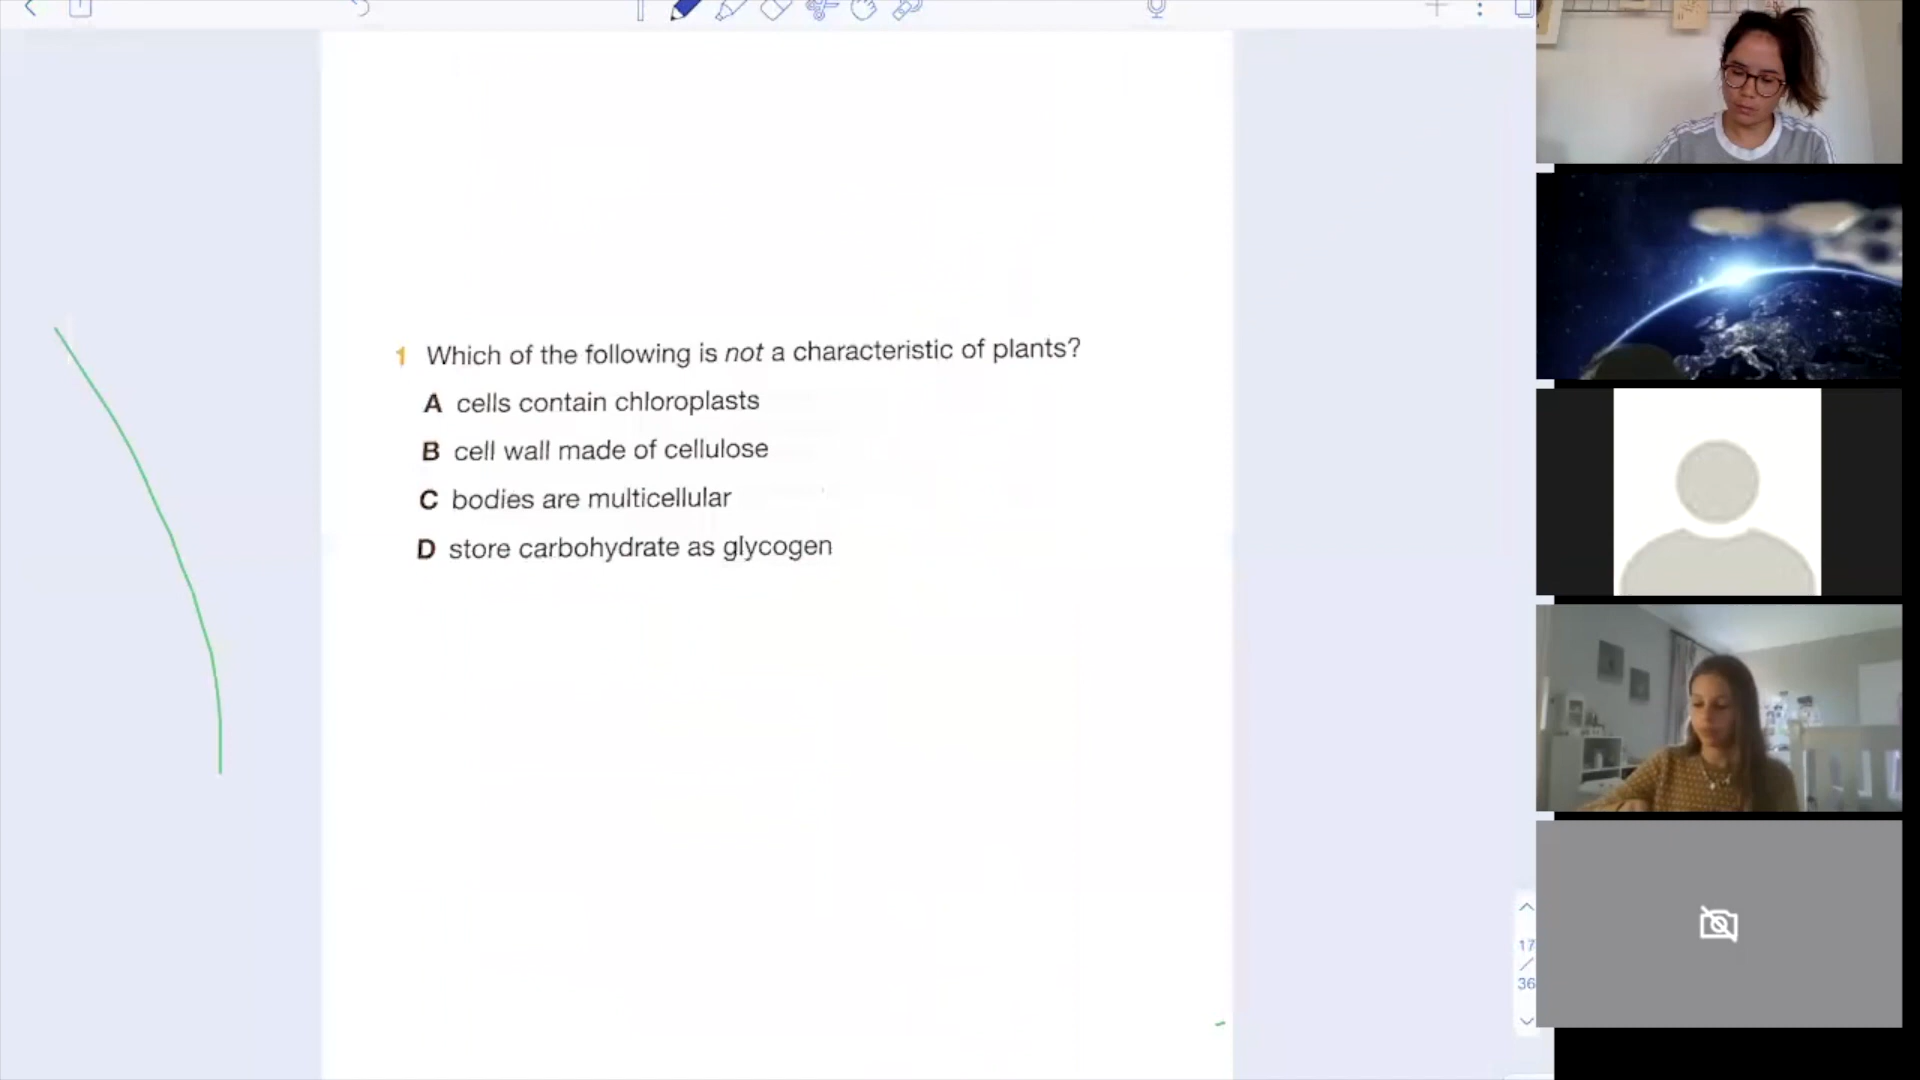 1 Which of the following is not a characteristic of plants?
A cells contain chloroplasts
B cell wall made of cellulose
C bodies are multicellular
D store carbohydrate as glycogen
17
/
36